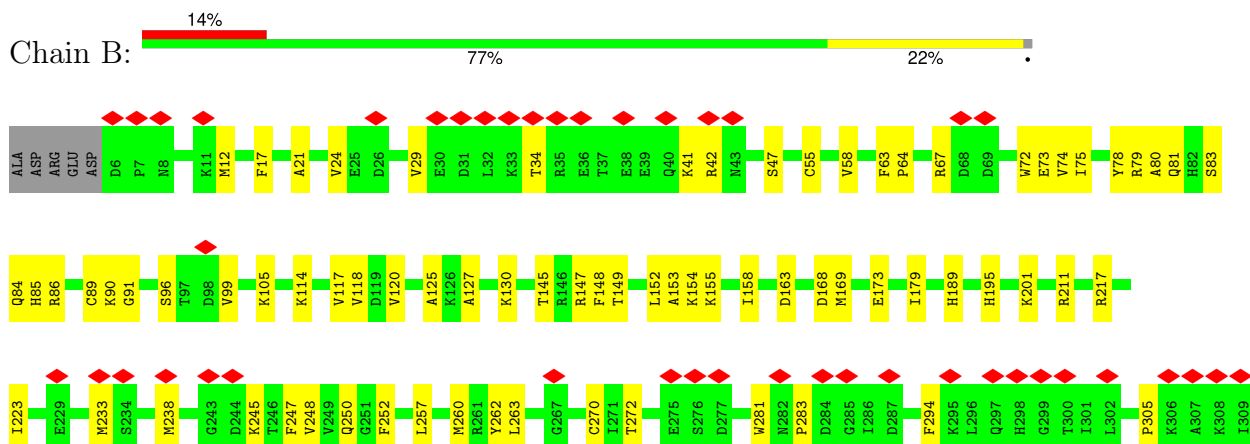 14%
Chain B:
77% 22% •
ALA ASP ARG GLU ASP D6 P7 N8 K11 M12 F17 A21 V24 E25 D26 V29 E30 D31 L32 K33 T34 R35 E36 T37 E38 E39 Q40 K41 R42 N43 S47 C55 V58 F63 P64 R67 D68 D69 W72 E73 V74 I75 Y78 R79 A80 Q81 H82 S83
Q84 H85 R86 C89 K90 G91 S96 T97 D98 V99 K105 K114 V117 V118 D119 V120 A125 K126 A127 K130 T145 R146 R147 F148 T149 L152 A153 K154 K155 I158 D163 D168 M169 E173 I179 H189 H195 K201 R211 R217
I223 E229 M233 S234 M238 G243 D244 K245 T246 F247 V248 V249 Q250 G251 F252 L257 M260 R261 Y262 L263 G267 C270 I271 T272 E275 S276 D277 W281 N282 P283 D284 G285 I286 D287 F294 K295 L296 Q297 H298 G299 T300 I301 L302 P305 K306 A307 K308 I309